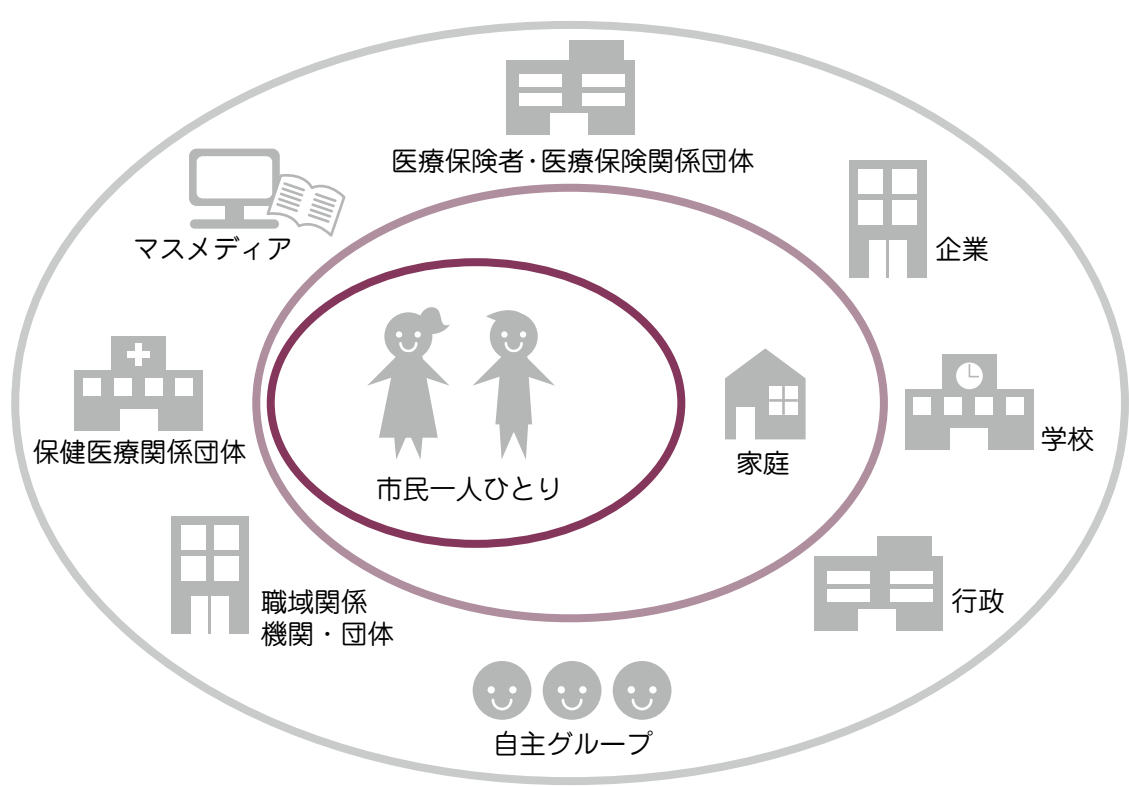 医療保険者・医療保険関係団体
マスメディア
企業
保健医療関係団体
学校
家庭
市民一人ひとり
職域関係
機関・団体
行政
自主グループ